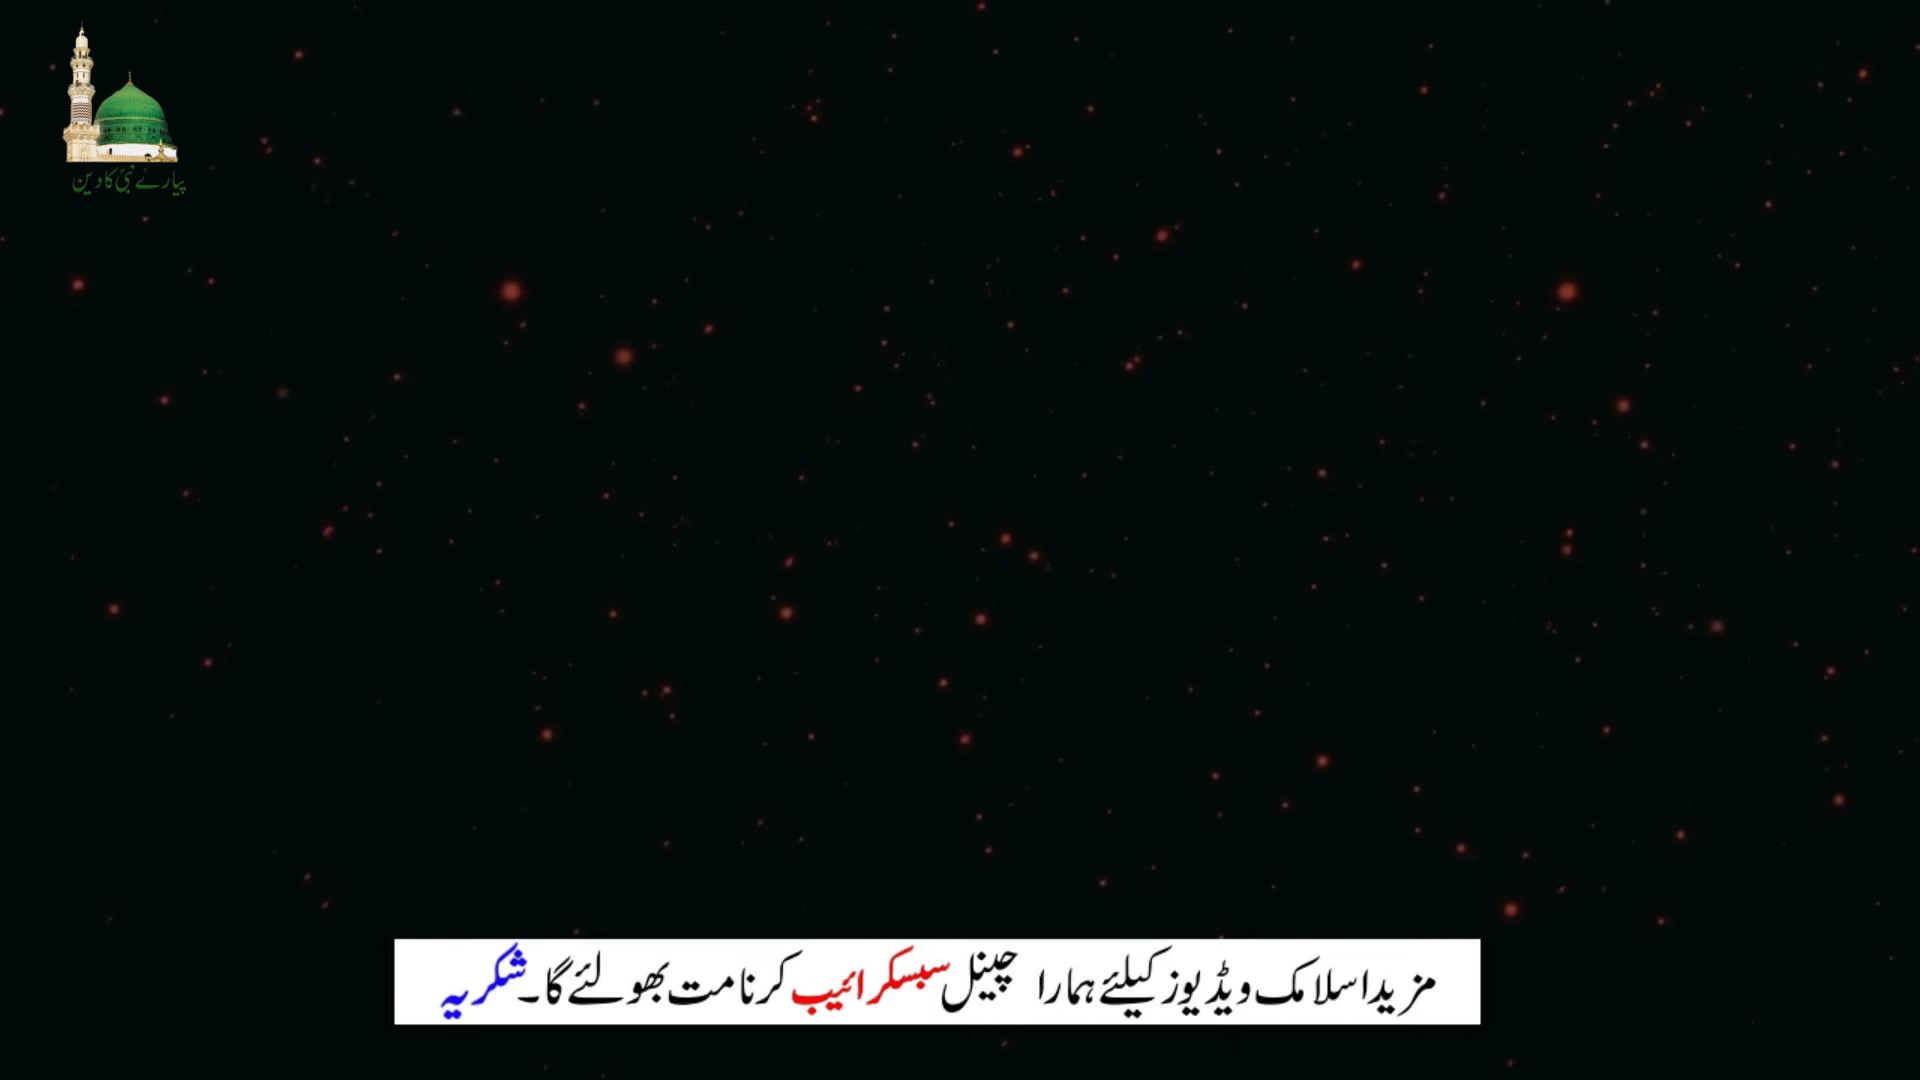 پیارے نبیؐ کا دین
مزید اسلامک ویڈیوز کیلئے ہمارا چینل سبسکرائیب کرنا مت بھولئے گا۔ شکریہ